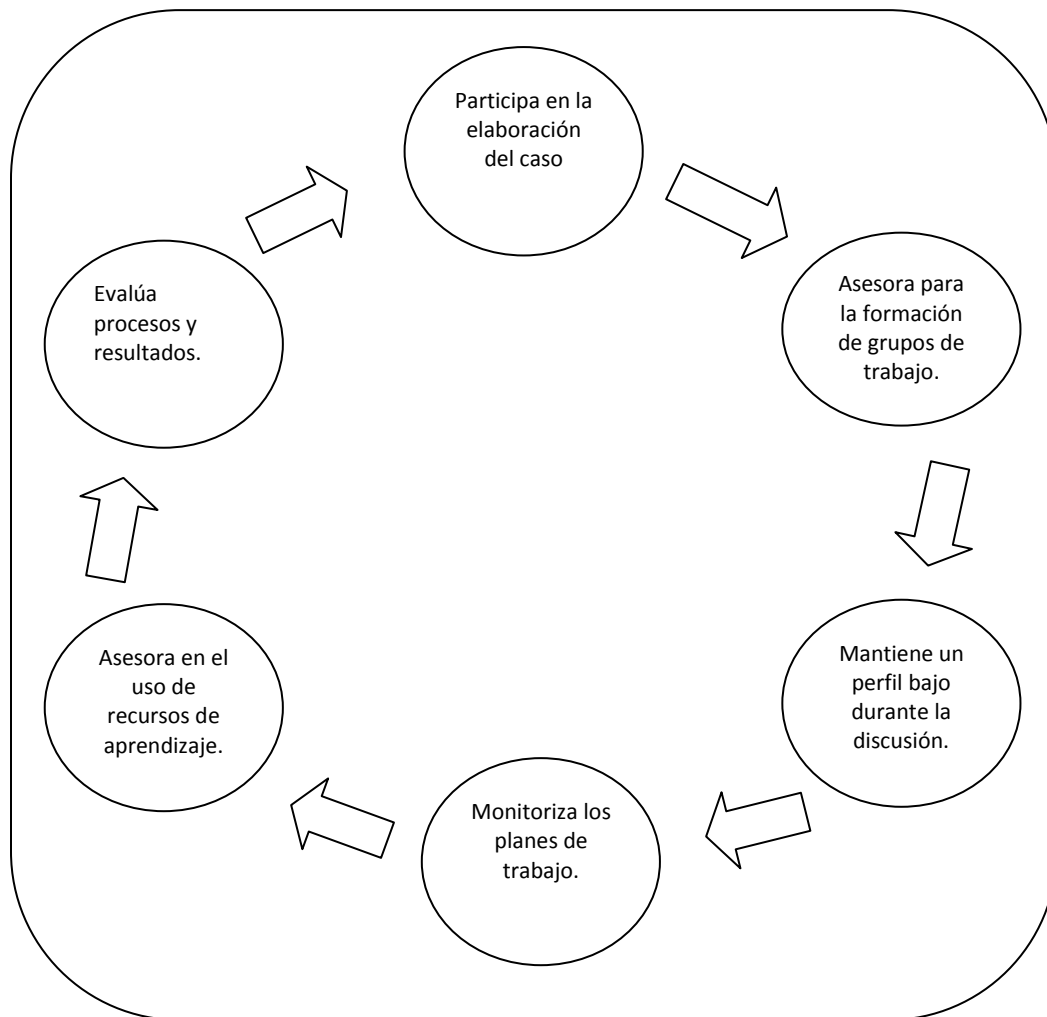 Participa en la
elaboración
del caso
Asesora para
la formación
de grupos de
trabajo.
Mantiene un
perfil bajo
durante la
discusión.
Monitoriza los
planes de
trabajo.
Asesora en el
uso de
recursos de
aprendizaje.
Evalúa
procesos y
resultados.